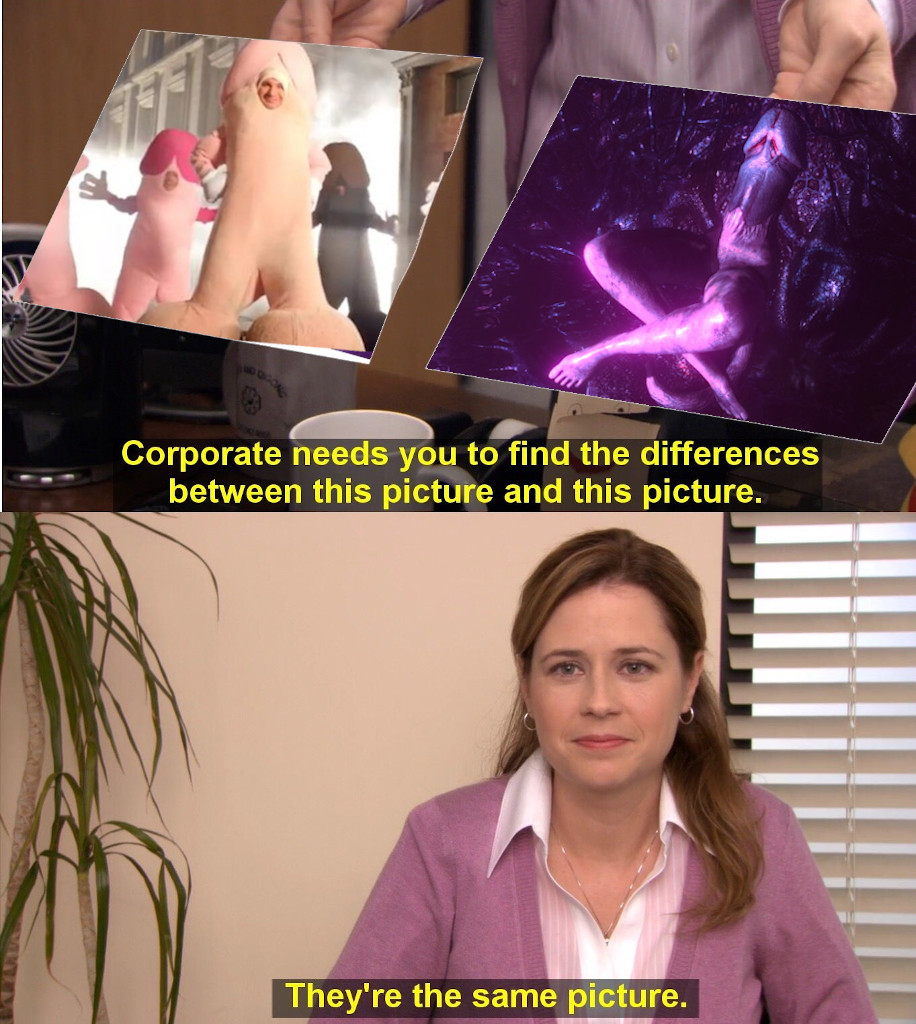 Corporate needs you to find the differences
between this picture and this picture.
They're the same picture.